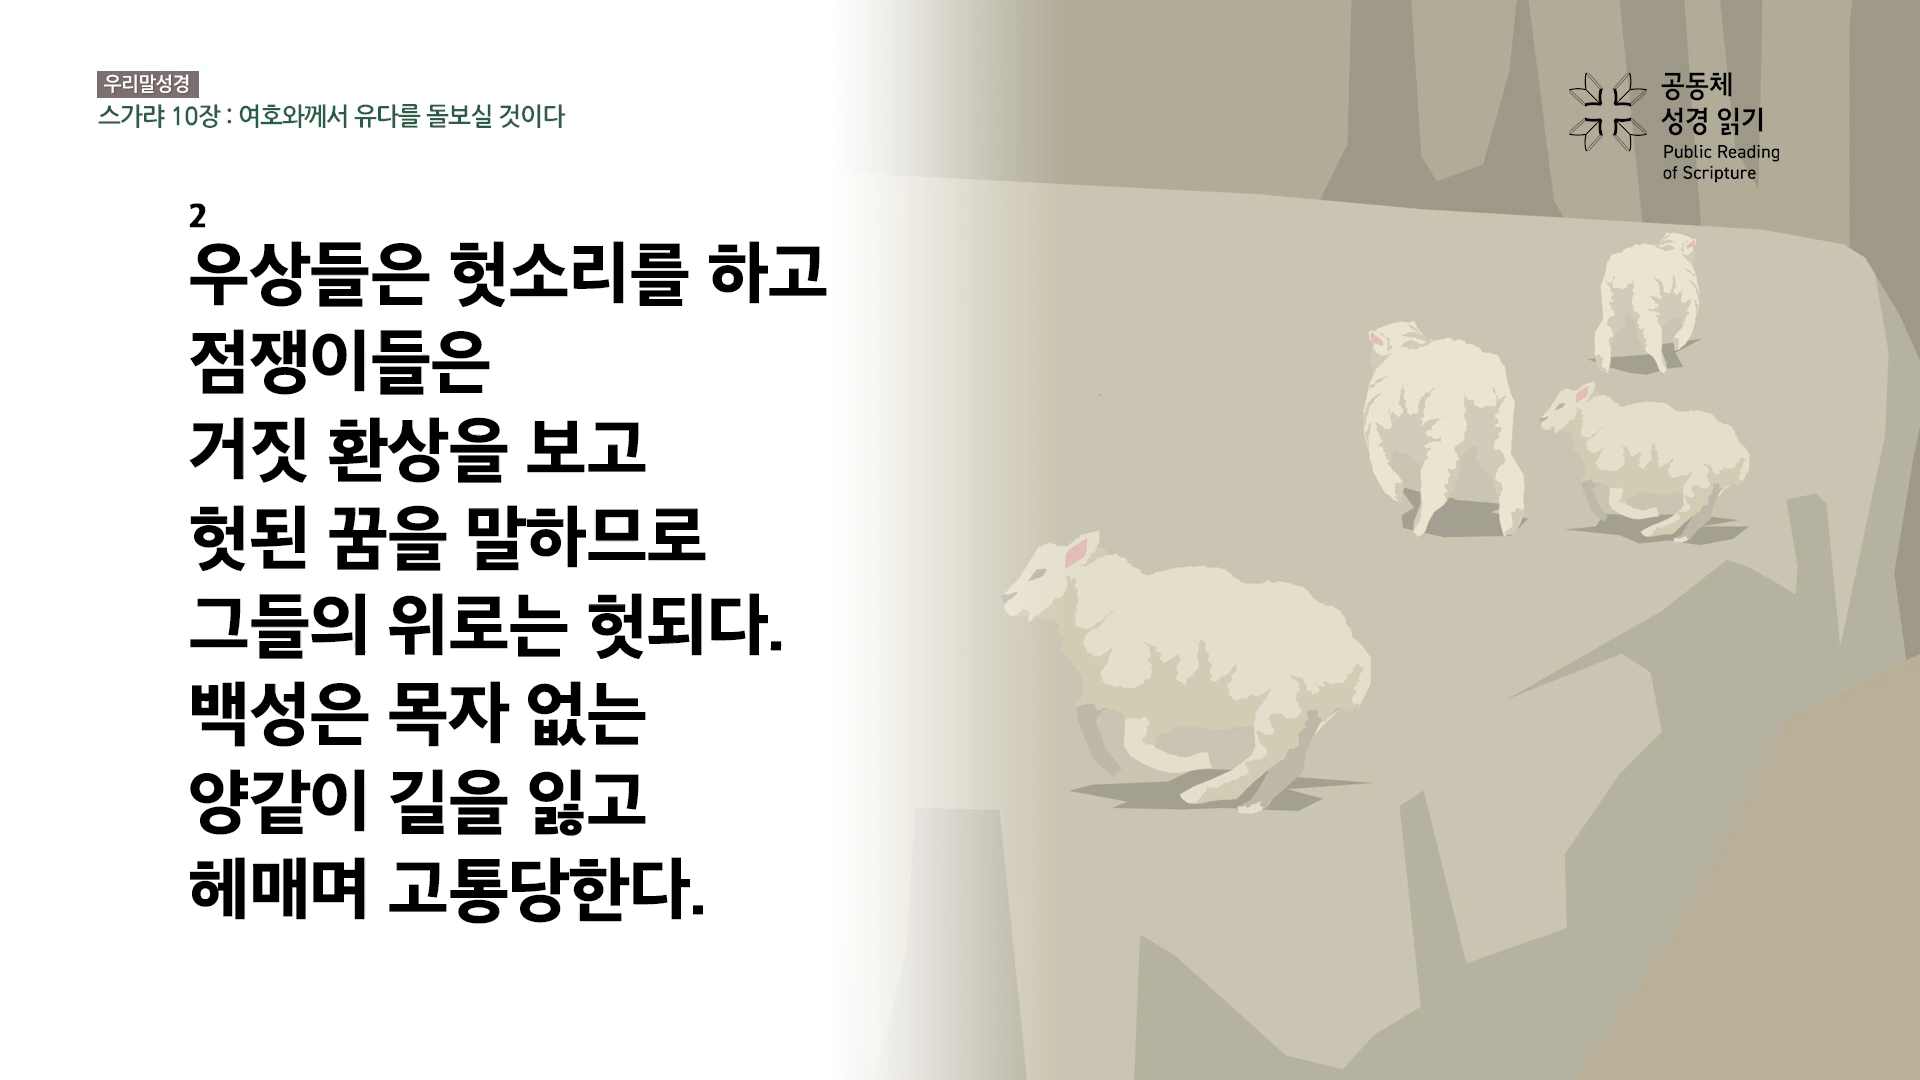 우리말성경
스가랴 10장 : 여호와께서 유다를 돌보실 것이다
공동체
성경 읽기
Public Reading
of Scripture
2
우상들은 헛소리를 하고
점쟁이들은
거짓 환상을 보고
헛된 꿈을 말하므로
그들의 위로는 헛되다.
백성은 목자 없는
양같이 길을 잃고
헤매며 고통당한다.